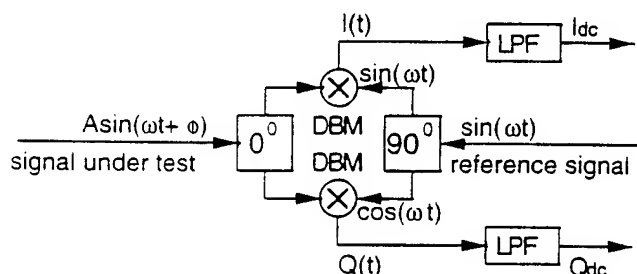 I(t)
LPF
Idc
sin(ωt)
Asin(ωt+ Φ)
signal under test
0°
DBM
DBM
90°
sin(ωt)
reference signal
cos(ωt)
Q(t)
LPF
Qdc